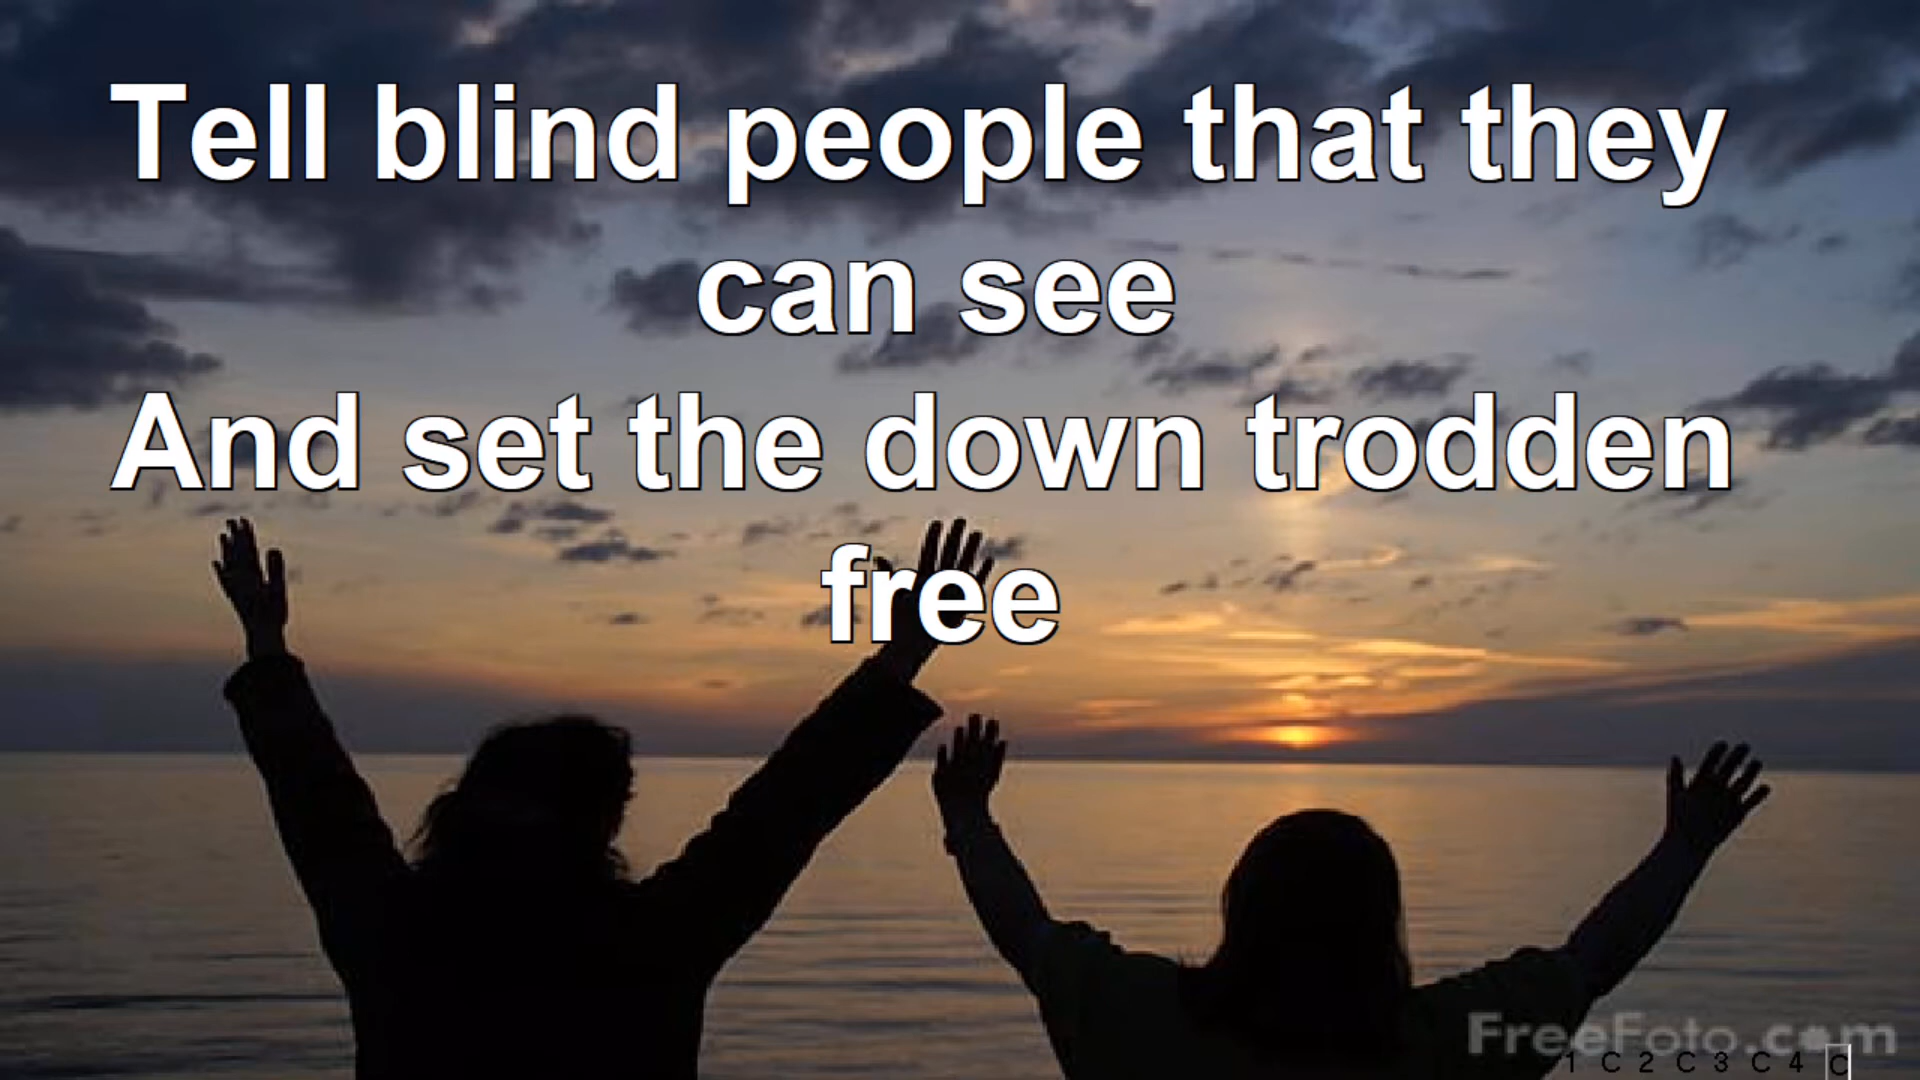 Tell blind people that they
can see
And set the down trodden
free
FreeFoto.com
1 C 2 C 3 C 4 C